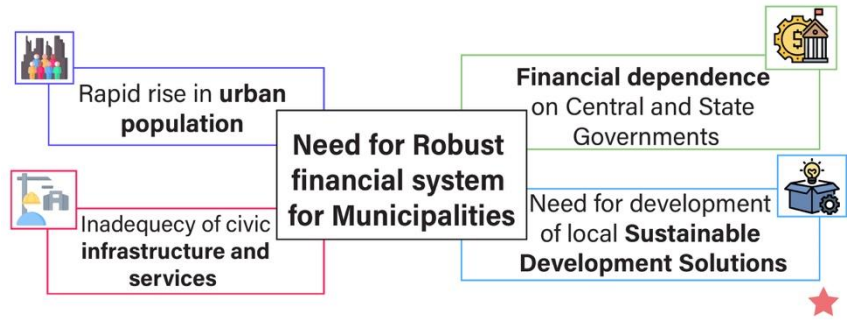 Rapid rise in urban
population
Financial dependence
on Central and State
Governments
Need for Robust
financial system
for Municipalities
Inadequecy of civic
infrastructure and
services
Need for development
of local Sustainable
Development Solutions